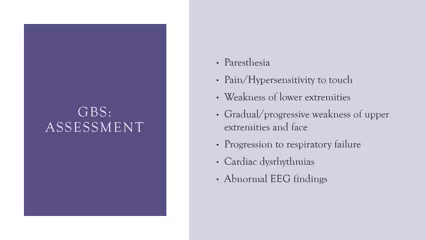 GBS:
ASSESSMENT
• Paresthesia
• Pain/Hypersensitivity to touch
• Weakness of lower extremities
• Gradual/progressive weakness of upper
extremities and face
• Progression to respiratory failure
• Cardiac dysrhythmias
• Abnormal EEG findings